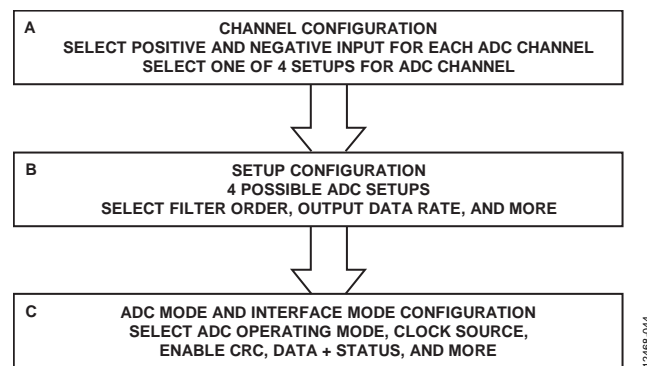 A
CHANNEL CONFIGURATION
SELECT POSITIVE AND NEGATIVE INPUT FOR EACH ADC CHANNEL
SELECT ONE OF 4 SETUPS FOR ADC CHANNEL
B
SETUP CONFIGURATION
4 POSSIBLE ADC SETUPS
SELECT FILTER ORDER, OUTPUT DATA RATE, AND MORE
C
ADC MODE AND INTERFACE MODE CONFIGURATION
SELECT ADC OPERATING MODE, CLOCK SOURCE,
ENABLE CRC, DATA + STATUS, AND MORE
12468-044